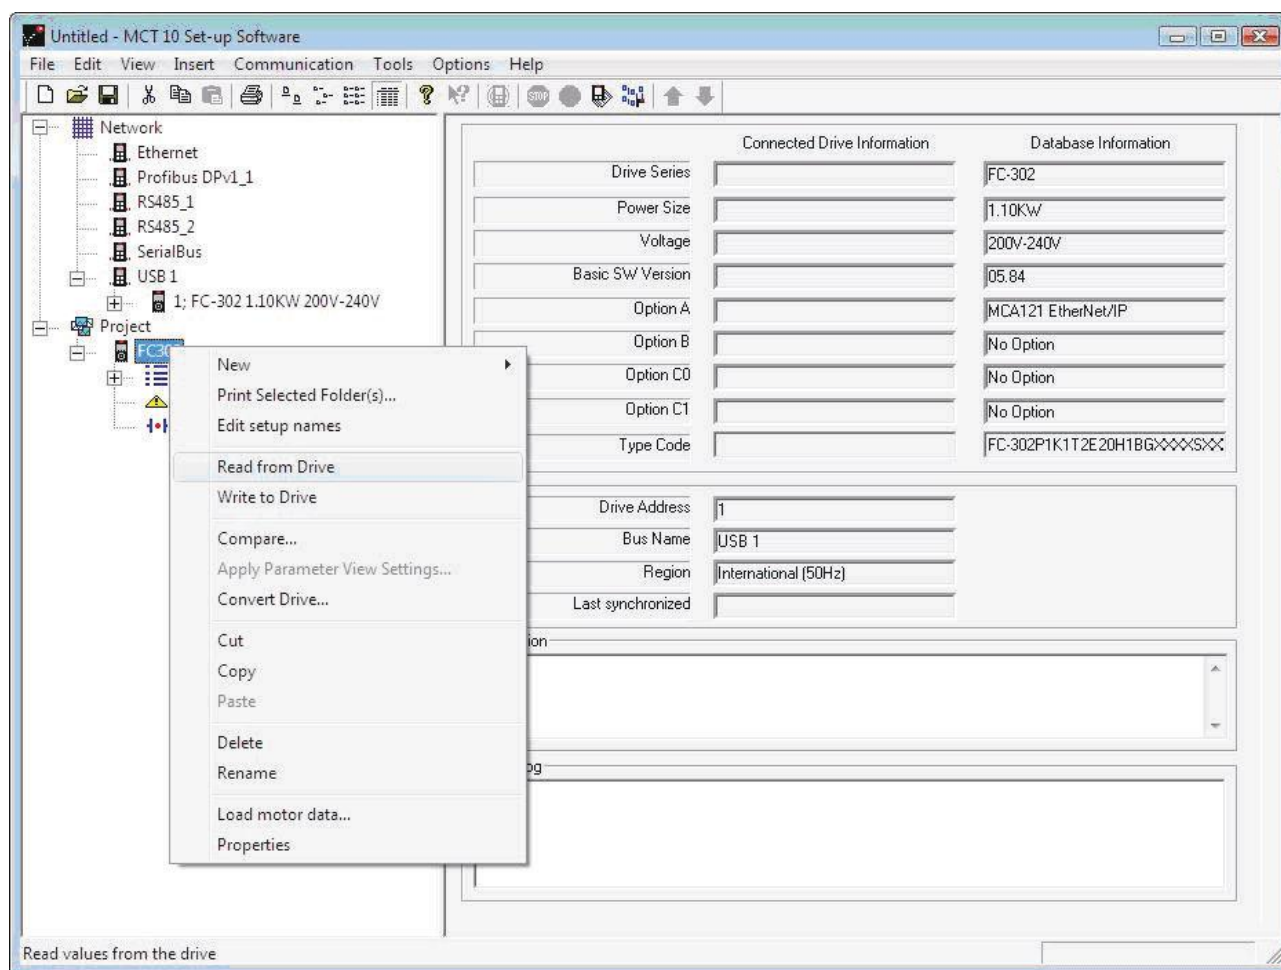 Untitled - MCT 10 Set-up Software
File Edit View Insert Communication Tools Options Help
STOP
Network
Ethernet
Profibus DPv1_1
RS485_1
RS485_2
SerialBus
USB 1
1; FC-302 1.10KW 200V-240V
Project
New
Print Selected Folder(s)...
Edit setup names
Read from Drive
Write to Drive
Compare...
Apply Parameter View Settings...
Convert Drive...
Cut
Copy
Paste
Delete
Rename
Load motor data...
Properties
Connected Drive Information Database Information
Drive Series FC-302
Power Size 1.10KW
Voltage 200V-240V
Basic SW Version 05.84
Option A MCA121 EtherNet/IP
Option B No Option
Option C0 No Option
Option C1 No Option
Type Code FC-302P1K1T2E20H1BGXXXXSXX
Drive Address 1
Bus Name USB 1
Region International (50Hz)
Last synchronized
Read values from the drive